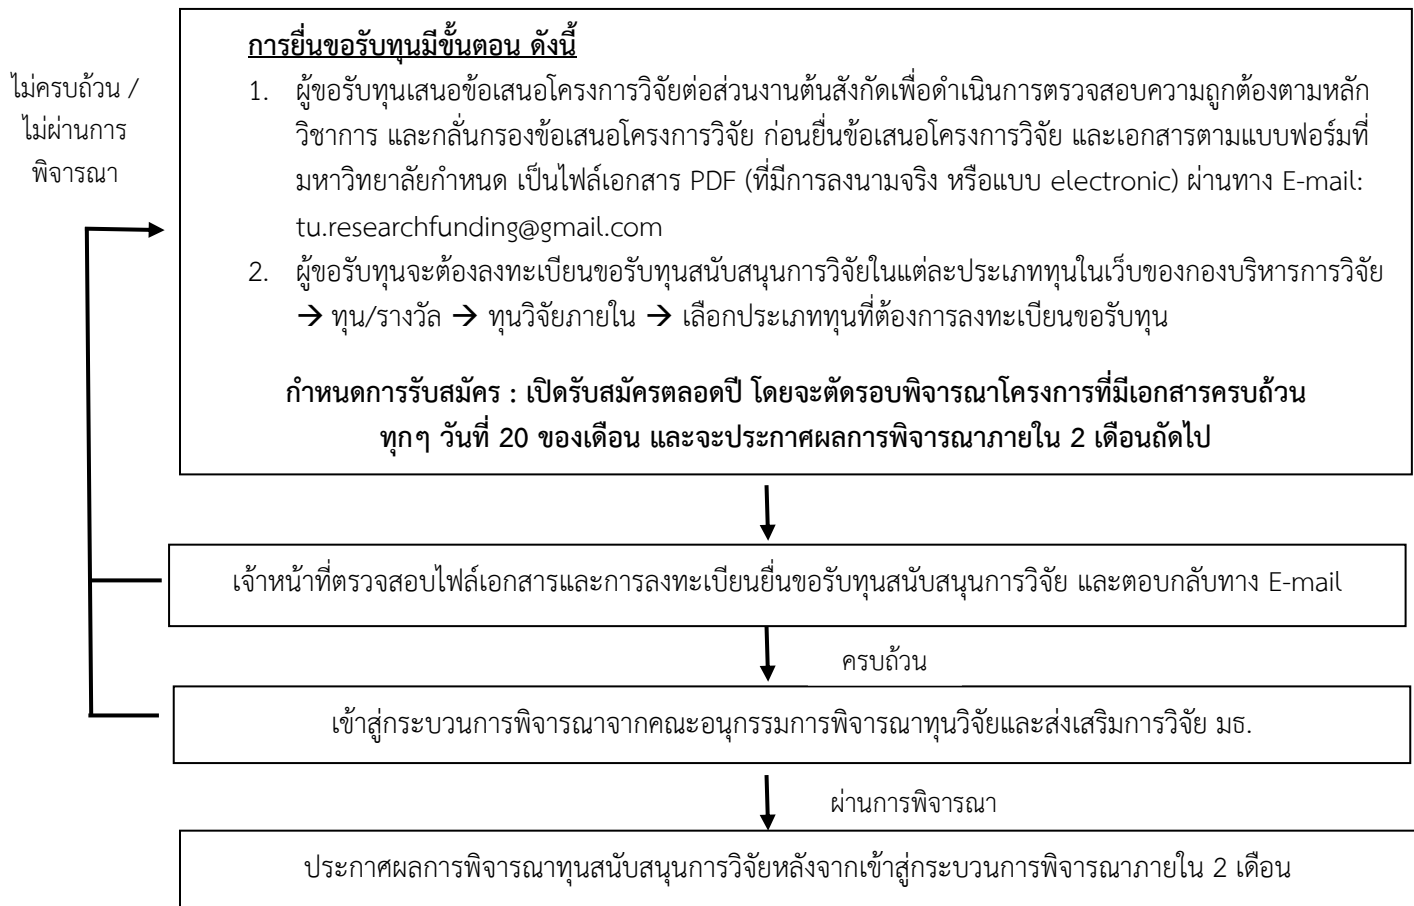 การยื่นขอรับทุนมีขั้นตอน ดังนี้
ไม่ครบถ้วน /
ไม่ผ่านการ
พิจารณา
1. ผู้ขอรับทุนเสนอข้อเสนอโครงการวิจัยต่อส่วนงานต้นสังกัดเพื่อดำเนินการตรวจสอบความถูกต้องตามหลัก
วิชาการ และกลั่นกรองข้อเสนอโครงการวิจัย ก่อนยื่นข้อเสนอโครงการวิจัย และเอกสารตามแบบฟอร์มที่
มหาวิทยาลัยกำหนด เป็นไฟล์เอกสาร PDF (ที่มีการลงนามจริง หรือแบบ electronic) ผ่านทาง E-mail:
tu.researchfunding@gmail.com
2. ผู้ขอรับทุนจะต้องลงทะเบียนขอรับทุนสนับสนุนการวิจัยในแต่ละประเภททุนในเว็บของกองบริหารการวิจัย
→ ทุน/รางวัล → ทุนวิจัยภายใน → เลือกประเภททุนที่ต้องการลงทะเบียนขอรับทุน
กำหนดการรับสมัคร : เปิดรับสมัครตลอดปี โดยจะตัดรอบพิจารณาโครงการที่มีเอกสารครบถ้วน
ทุกๆ วันที่ 20 ของเดือน และจะประกาศผลการพิจารณาภายใน 2 เดือนถัดไป
เจ้าหน้าที่ตรวจสอบไฟล์เอกสารและการลงทะเบียนยื่นขอรับทุนสนับสนุนการวิจัย และตอบกลับทาง E-mail
ครบถ้วน
เข้าสู่กระบวนการพิจารณาจากคณะอนุกรรมการพิจารณาทุนวิจัยและส่งเสริมการวิจัย มธ.
ผ่านการพิจารณา
ประกาศผลการพิจารณาทุนสนับสนุนการวิจัยหลังจากเข้าสู่กระบวนการพิจารณาภายใน 2 เดือน